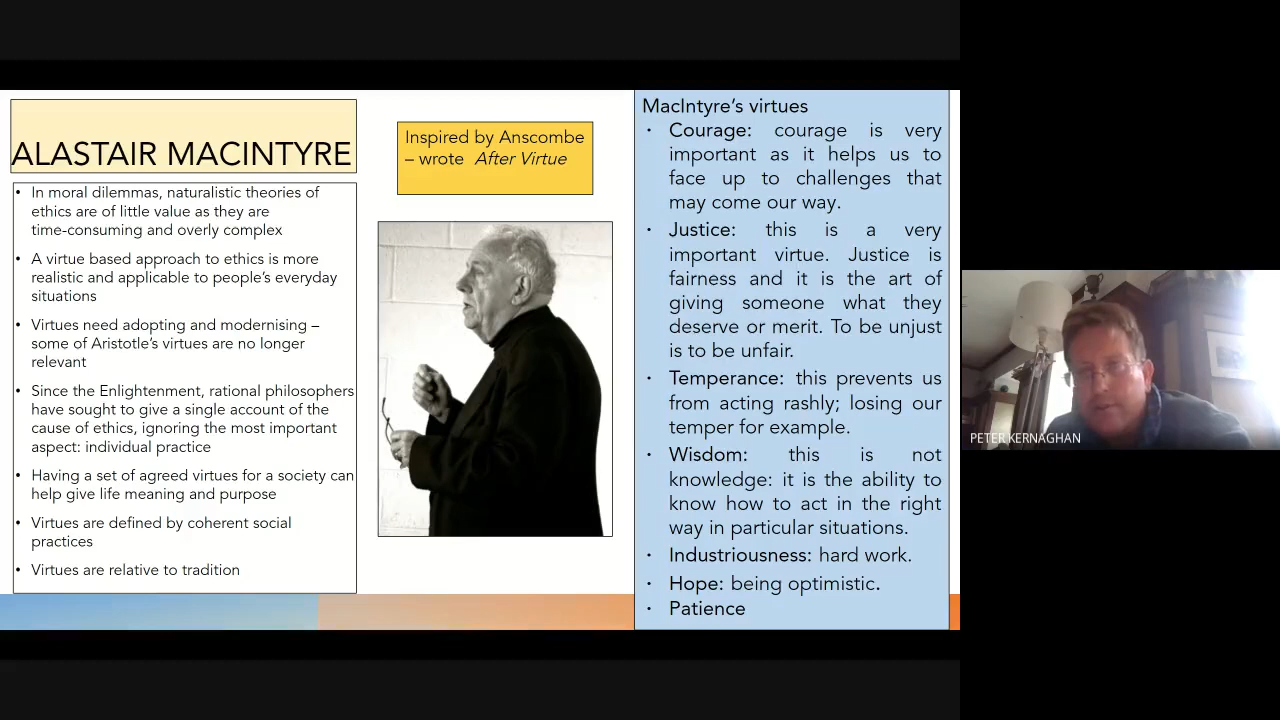 ALASTAIR MACINTYRE
• In moral dilemmas, naturalistic theories of
ethics are of little value as they are
time-consuming and overly complex
• A virtue based approach to ethics is more
realistic and applicable to people's everyday
situations
• Virtues need adopting and modernising –
some of Aristotle's virtues are no longer
relevant
• Since the Enlightenment, rational philosophers
have sought to give a single account of the
cause of ethics, ignoring the most important
aspect: individual practice
• Having a set of agreed virtues for a society can
help give life meaning and purpose
• Virtues are defined by coherent social
practices
• Virtues are relative to tradition
Inspired by Anscombe
– wrote After Virtue
MacIntyre's virtues
• Courage: courage is very
important as it helps us to
face up to challenges that
may come our way.
• Justice: this is a very
important virtue. Justice is
fairness and it is the art of
giving someone what they
deserve or merit. To be unjust
is to be unfair.
• Temperance: this prevents us
from acting rashly; losing our
temper for example.
• Wisdom: this is not
knowledge: it is the ability to
know how to act in the right
way in particular situations.
• Industriousness: hard work.
• Hope: being optimistic.
• Patience
PETER KERNAGHAN